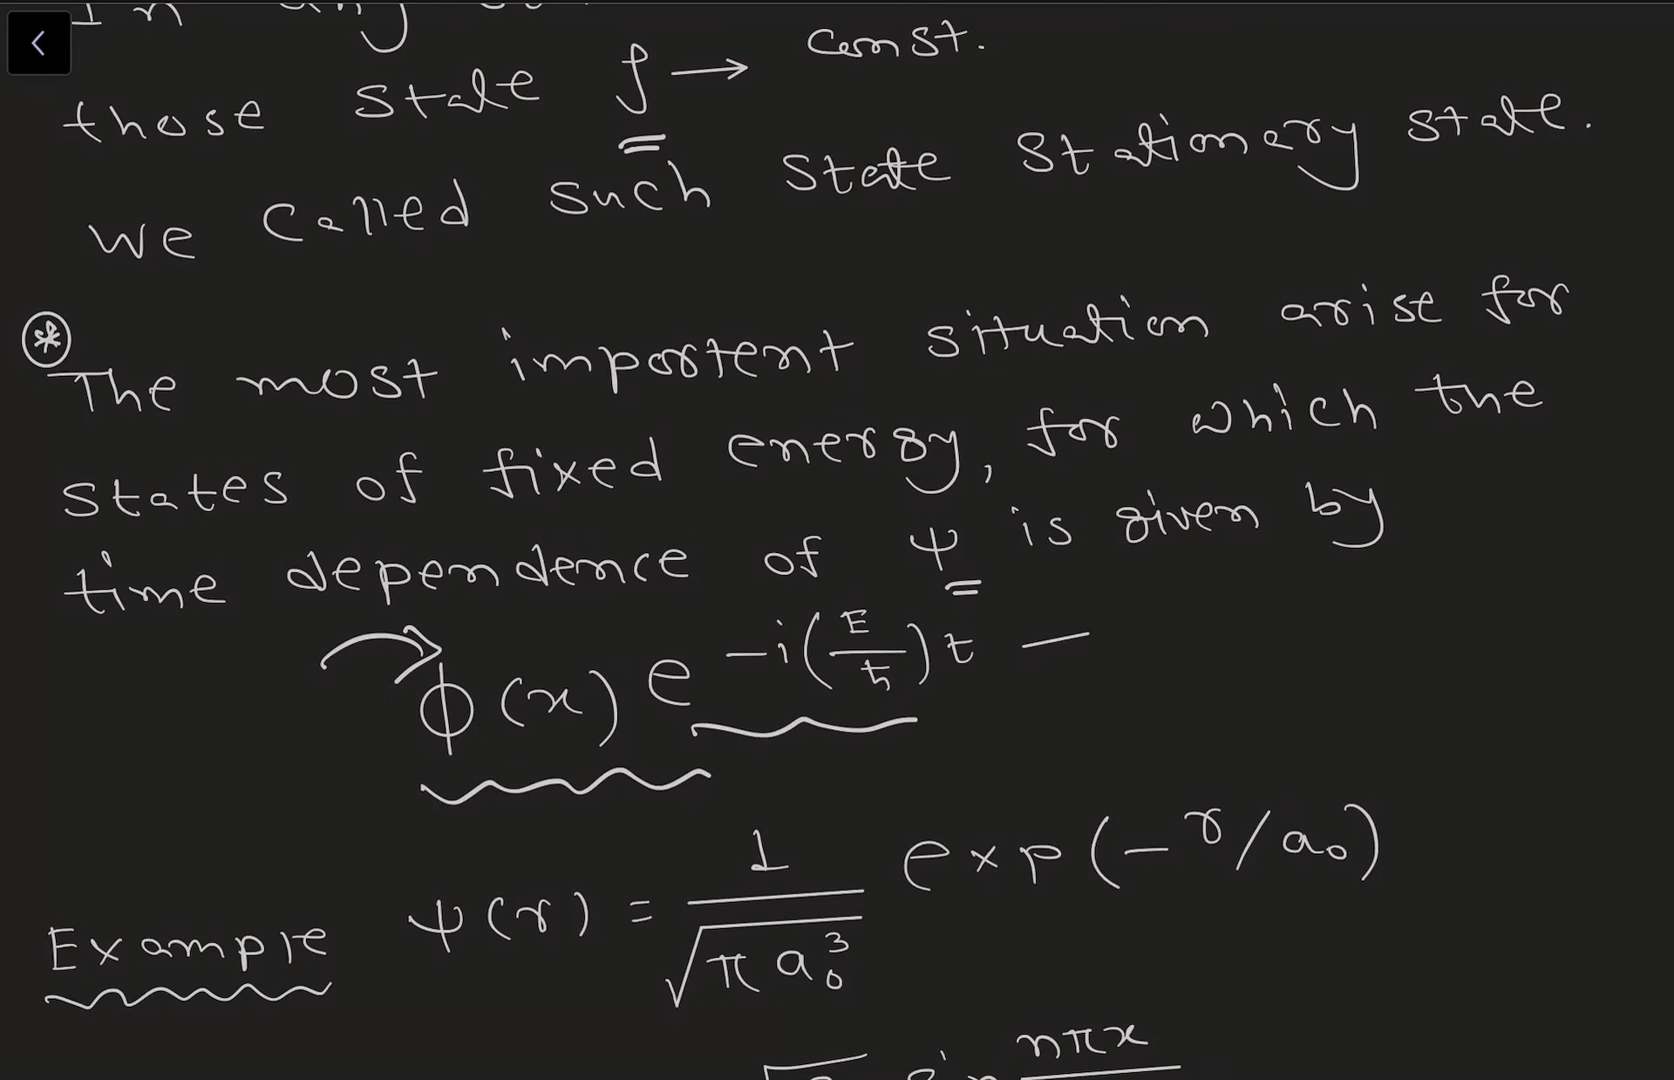 those state ρ → const.
we called such state stationary state.
* The most important situation arise for
states of fixed energy, for which the
time dependence of ψ is given by
ϕ(x) e^{-i(E/ħ)t} —
Example ψ(r) = 1/√(πa₀³) exp(-r/a₀)
nπx